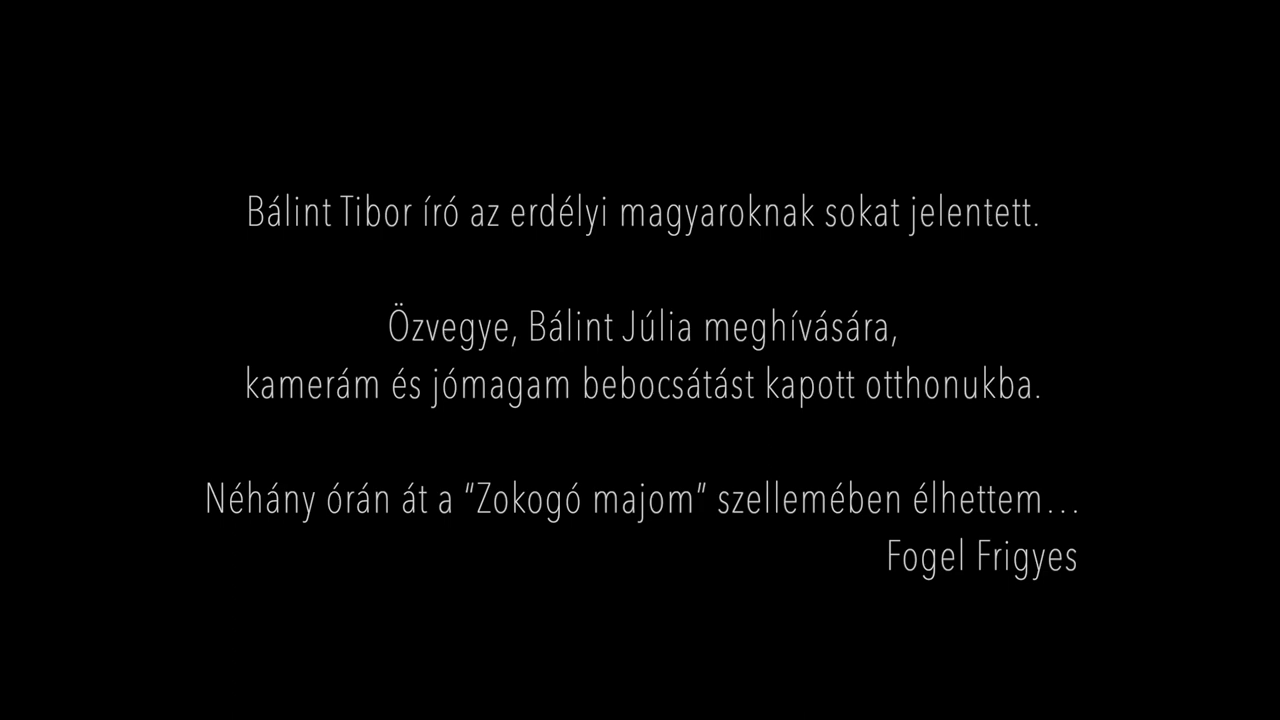 Bálint Tibor író az erdélyi magyaroknak sokat jelentett.
Özvegye, Bálint Júlia meghívására,
kamerám és jómagam bebocsátást kapott otthonukba.
Néhány órán át a “Zokogó majom” szellemében élhettem...
Fogel Frigyes